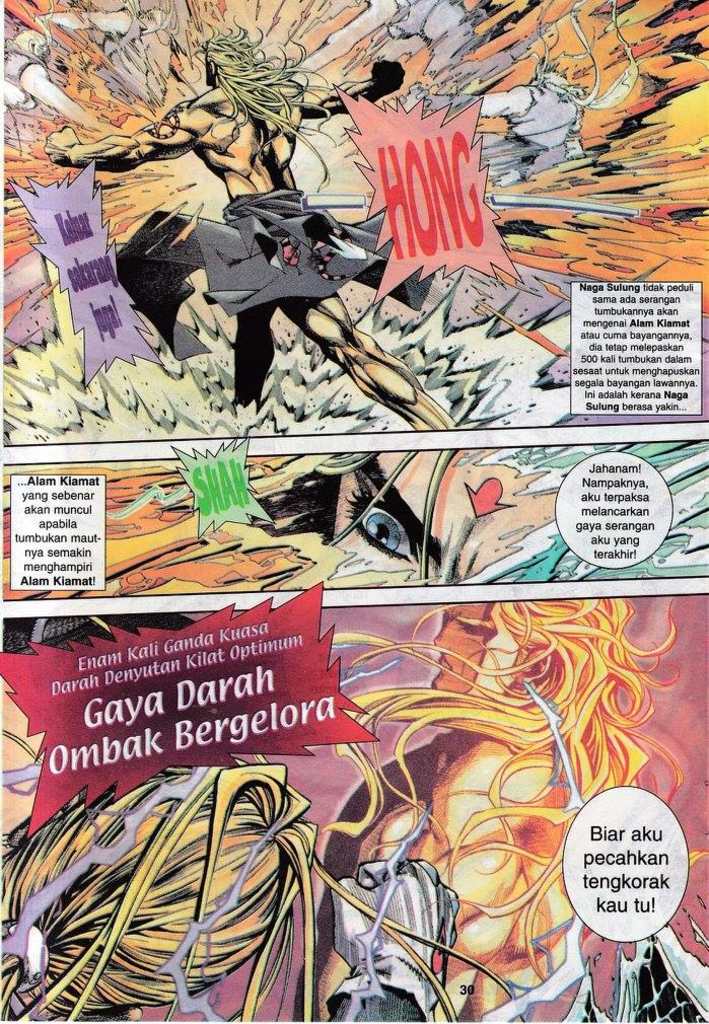 Keluar
sekarang
juga!
HONG
Naga Sulung tidak peduli
sama ada serangan
tumbukannya akan
mengenai Alam Kiamat
atau cuma bayangannya,
dia tetap melepaskan
500 kali tumbukan dalam
sesaat untuk menghapuskan
segala bayangan lawannya.
Ini adalah kerana Naga
Sulung berasa yakin...
...Alam Kiamat
yang sebenar
akan muncul
apabila
tumbukan maut-
nya semakin
menghampiri
Alam Kiamat!
SHAH
Jahanam!
Nampaknya,
aku terpaksa
melancarkan
gaya serangan
aku yang
terakhir!
Enam Kali Ganda Kuasa
Darah Denyutan Kilat Optimum
Gaya Darah
Ombak Bergelora
Biar aku
pecahkan
tengkorak
kau tu!
30